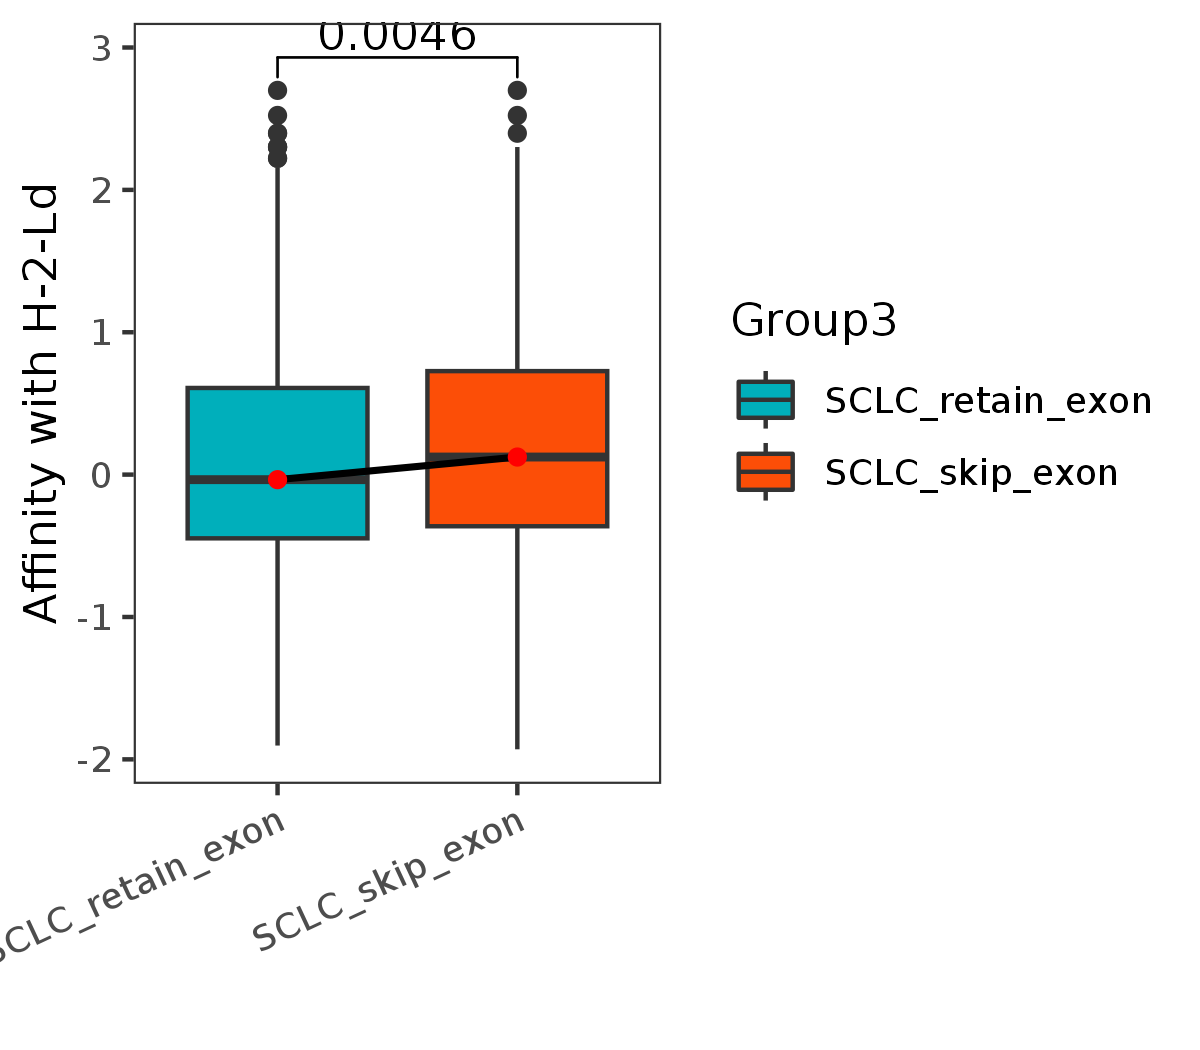 0.0046
3
2
1
0
-1
-2
Affinity with H-2-Ld
SCLC_retain_exon
SCLC_skip_exon
Group3
SCLC_retain_exon
SCLC_skip_exon